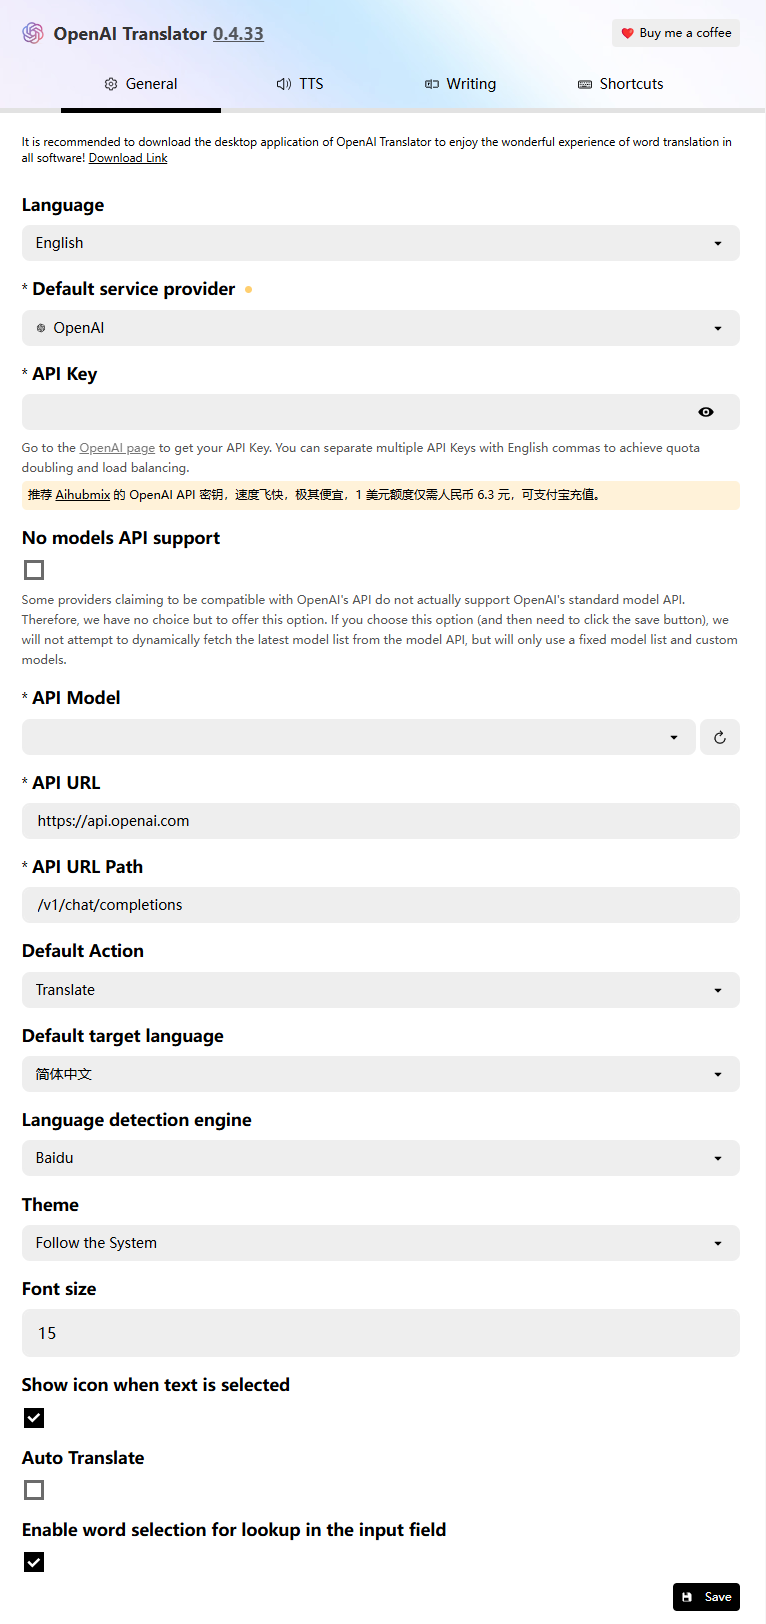 OpenAI Translator 0.4.33
Buy me a coffee
General
TTS
Writing
Shortcuts
It is recommended to download the desktop application of OpenAI Translator to enjoy the wonderful experience of word translation in
all software! Download Link
Language
English
* Default service provider
OpenAI
* API Key
Go to the OpenAI page to get your API Key. You can separate multiple API Keys with English commas to achieve quota
doubling and load balancing.
推荐 Aihubmix 的 OpenAI API 密钥，速度飞快，极其便宜，1 美元额度仅需人民币 6.3 元，可支付宝充值。
No models API support
Some providers claiming to be compatible with OpenAI's API do not actually support OpenAI's standard model API.
Therefore, we have no choice but to offer this option. If you choose this option (and then need to click the save button), we
will not attempt to dynamically fetch the latest model list from the model API, but will only use a fixed model list and custom
models.
* API Model
* API URL
https://api.openai.com
* API URL Path
/v1/chat/completions
Default Action
Translate
Default target language
简体中文
Language detection engine
Baidu
Theme
Follow the System
Font size
15
Show icon when text is selected
Auto Translate
Enable word selection for lookup in the input field
Save